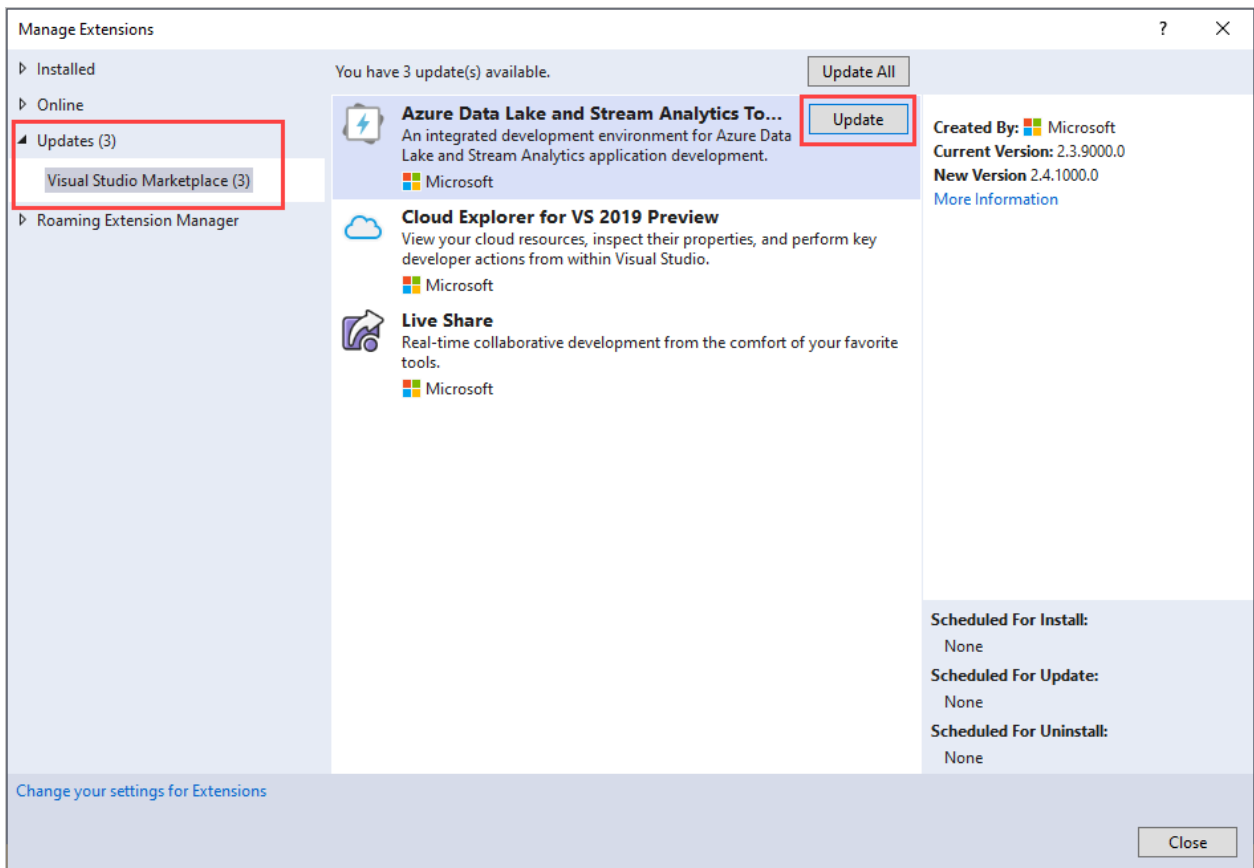 Manage Extensions
?
Installed
Online
Updates (3)
Visual Studio Marketplace (3)
Roaming Extension Manager
You have 3 update(s) available.
Update All
Azure Data Lake and Stream Analytics To...
An integrated development environment for Azure Data
Lake and Stream Analytics application development.
Microsoft
Update
Cloud Explorer for VS 2019 Preview
View your cloud resources, inspect their properties, and perform key
developer actions from within Visual Studio.
Microsoft
Live Share
Real-time collaborative development from the comfort of your favorite
tools.
Microsoft
Created By: Microsoft
Current Version: 2.3.9000.0
New Version 2.4.1000.0
More Information
Scheduled For Install:
None
Scheduled For Update:
None
Scheduled For Uninstall:
None
Change your settings for Extensions
Close